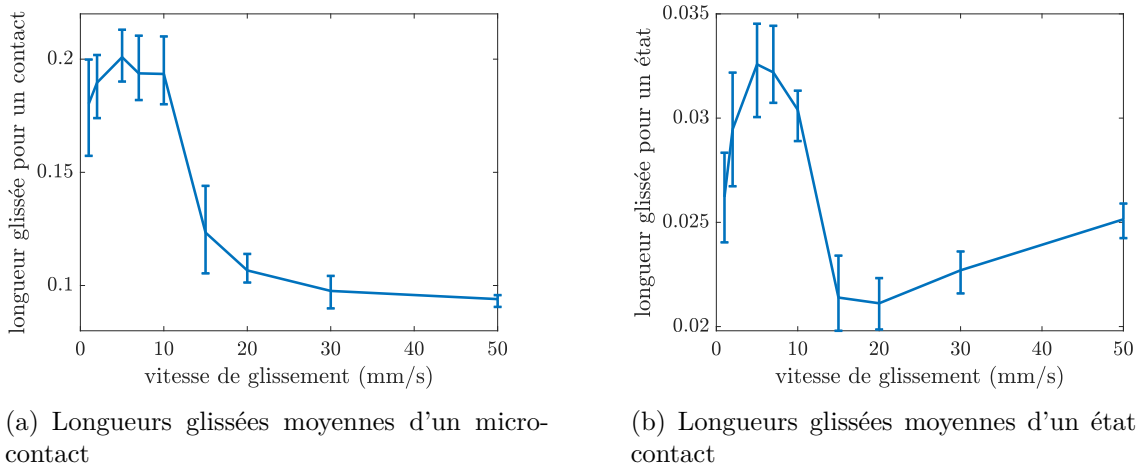 longueur glissée pour un contact
0.2
0.15
0.1
0
10
20
30
40
50
vitesse de glissement (mm/s)
(a) Longueurs glissées moyennes d'un micro-
contact
longueur glissée pour un état
0.035
0.03
0.025
0.02
0
10
20
30
40
50
vitesse de glissement (mm/s)
(b) Longueurs glissées moyennes d'un état
contact